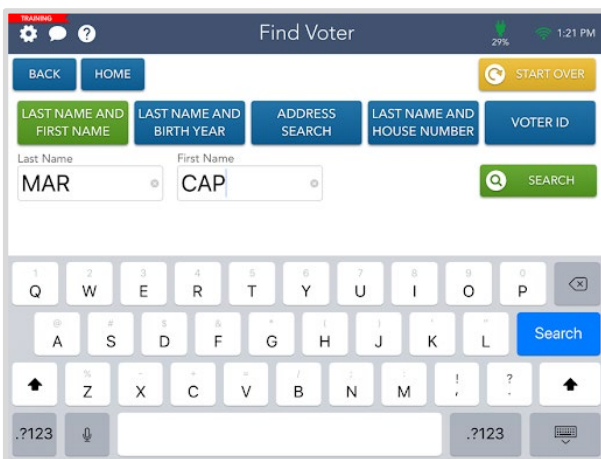 TRAINING
Find Voter
29%
1:21 PM
BACK
HOME
START OVER
LAST NAME AND
FIRST NAME
LAST NAME AND
BIRTH YEAR
ADDRESS
SEARCH
LAST NAME AND
HOUSE NUMBER
VOTER ID
Last Name
First Name
MAR
CAP
SEARCH
1 2 3 4 5 6 7 8 9 0
Q W E R T Y U I O P
@ # $ & * ( ) ' "
A S D F G H J K L
Search
% - + = / ; : ! ?
Z X C V B N M , .
.?123
.?123